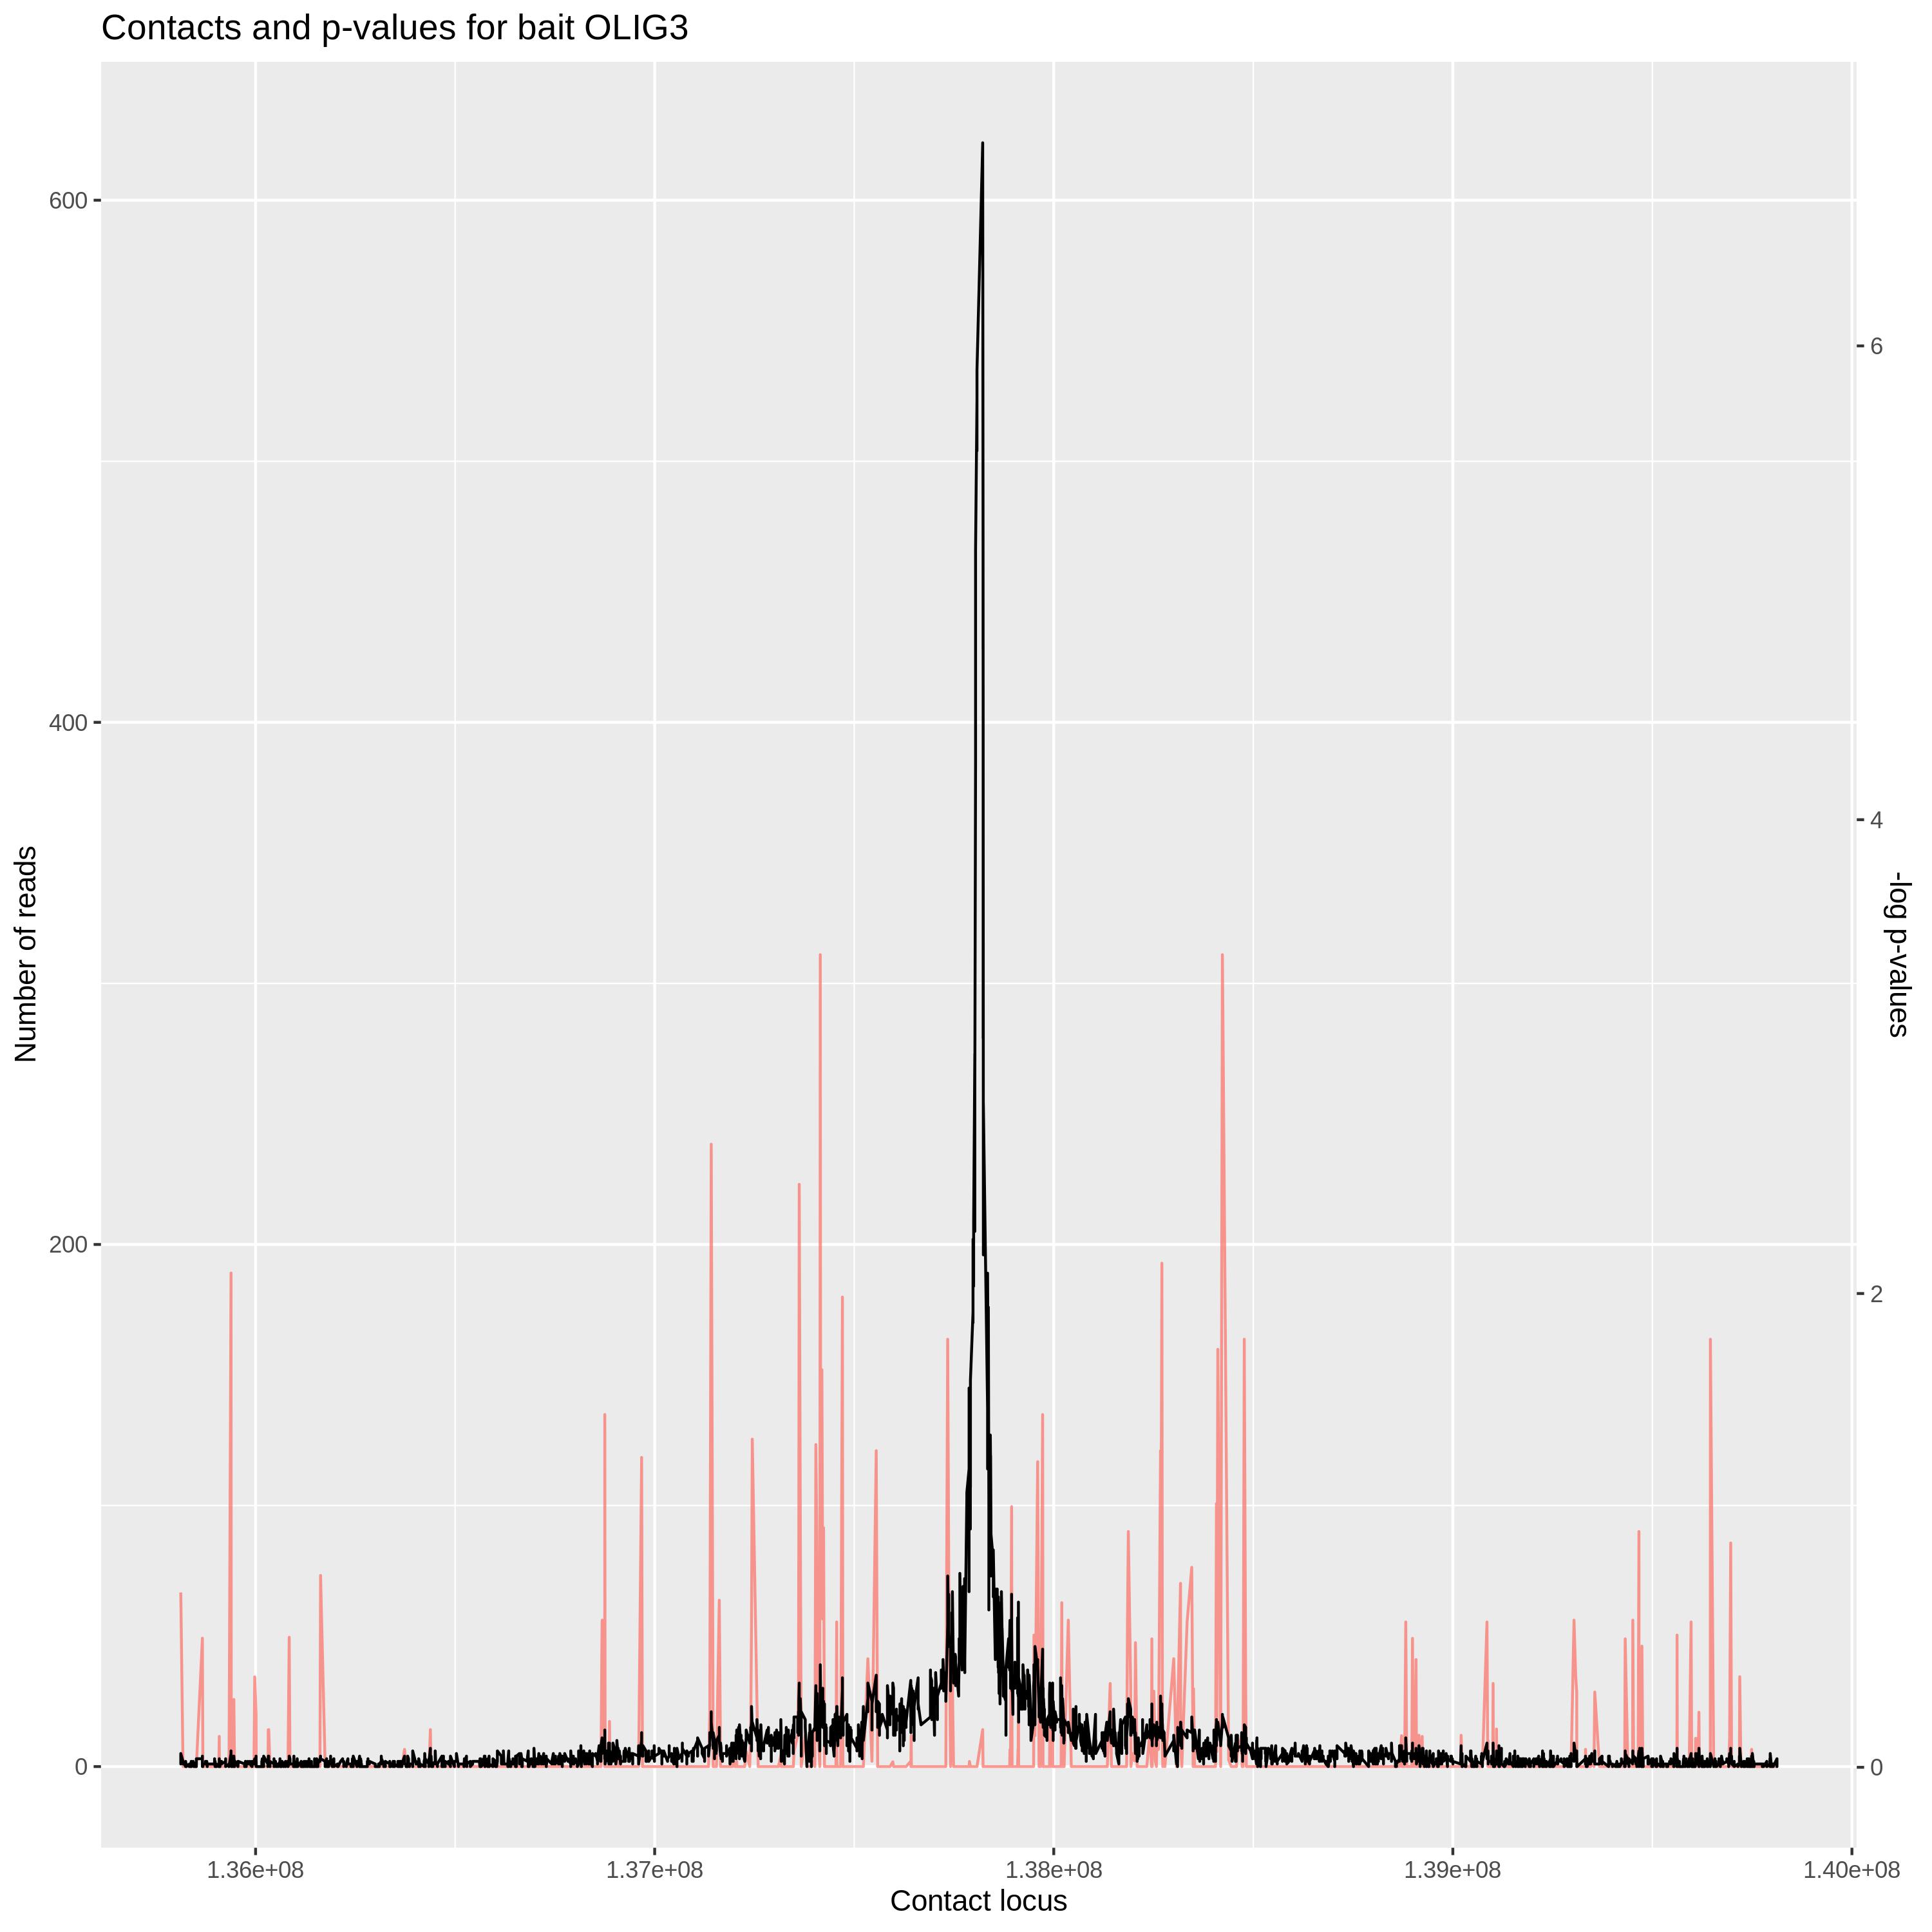 Contacts and p-values for bait OLIG3
600
400
200
0
Number of reads
6
4
2
0
-log p-values
1.36e+08
1.37e+08
1.38e+08
1.39e+08
1.40e+08
Contact locus